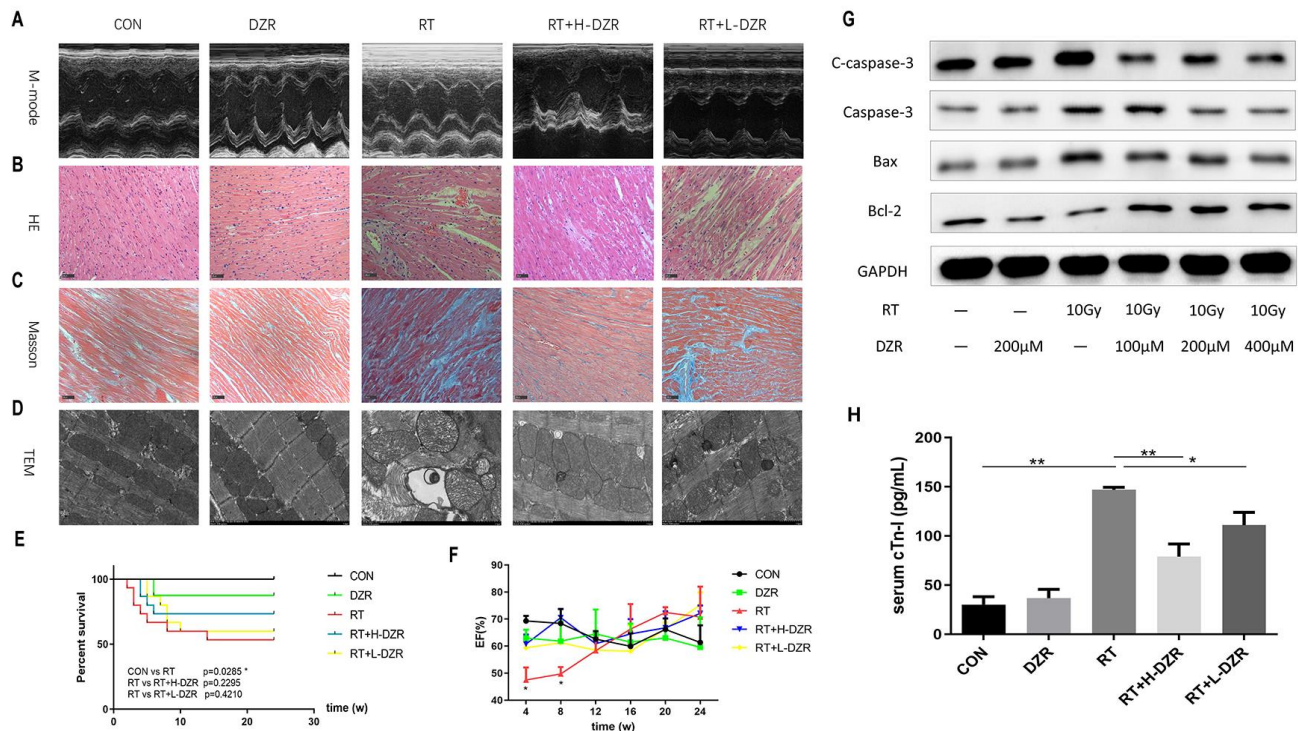 A
CON DZR RT RT+H-DZR RT+L-DZR
M-mode
B
HE
C
Masson
D
TEM
E
Percent survival
100
50
0
0 10 20 30
time (w)
CON
DZR
RT
RT+H-DZR
RT+L-DZR
CON vs RT p=0.0285 *
RT vs RT+H-DZR p=0.2295
RT vs RT+L-DZR p=0.4210
F
EF(%)
90
80
70
60
50
40
* *
4 8 12 16 20 24
time (w)
CON
DZR
RT
RT+H-DZR
RT+L-DZR
G
C-caspase-3
Caspase-3
Bax
Bcl-2
GAPDH
RT — — 10Gy 10Gy 10Gy 10Gy
DZR — 200μM — 100μM 200μM 400μM
H
serum cTn-I (pg/mL)
200
150
100
50
0
** ** *
CON DZR RT RT+H-DZR RT+L-DZR